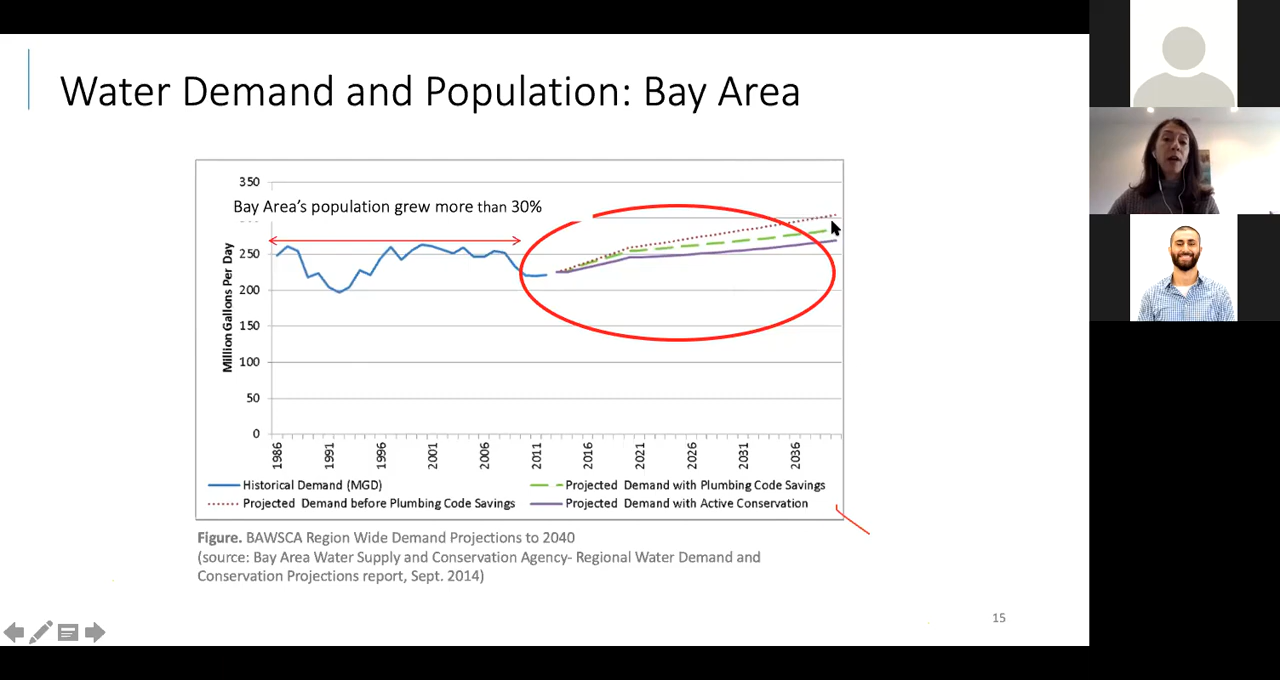 Water Demand and Population: Bay Area
350
Bay Area's population grew more than 30%
250
200
150
100
50
0
Million Gallons Per Day
1986
1991
1996
2001
2006
2011
2016
2021
2026
2031
2036
Historical Demand (MGD)
Projected Demand with Plumbing Code Savings
Projected Demand before Plumbing Code Savings
Projected Demand with Active Conservation
Figure. BAWSCA Region Wide Demand Projections to 2040
(source: Bay Area Water Supply and Conservation Agency- Regional Water Demand and
Conservation Projections report, Sept. 2014)
15